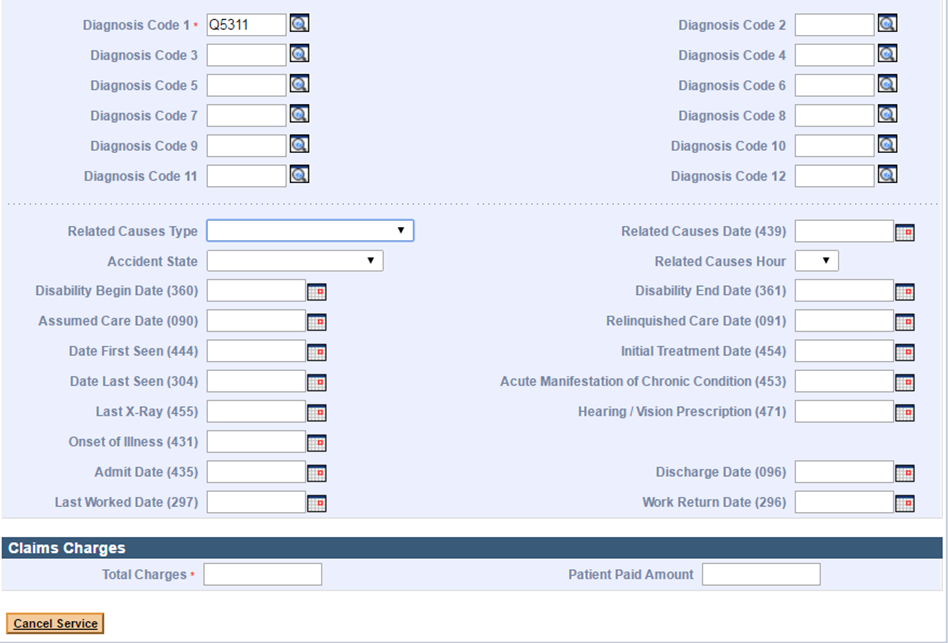 Diagnosis Code 1 * Q5311 Diagnosis Code 2
Diagnosis Code 3 Diagnosis Code 4
Diagnosis Code 5 Diagnosis Code 6
Diagnosis Code 7 Diagnosis Code 8
Diagnosis Code 9 Diagnosis Code 10
Diagnosis Code 11 Diagnosis Code 12
Related Causes Type Related Causes Date (439)
Accident State Related Causes Hour
Disability Begin Date (360) Disability End Date (361)
Assumed Care Date (090) Relinquished Care Date (091)
Date First Seen (444) Initial Treatment Date (454)
Date Last Seen (304) Acute Manifestation of Chronic Condition (453)
Last X-Ray (455) Hearing / Vision Prescription (471)
Onset of Illness (431)
Admit Date (435) Discharge Date (096)
Last Worked Date (297) Work Return Date (296)
Claims Charges
Total Charges * Patient Paid Amount
Cancel Service